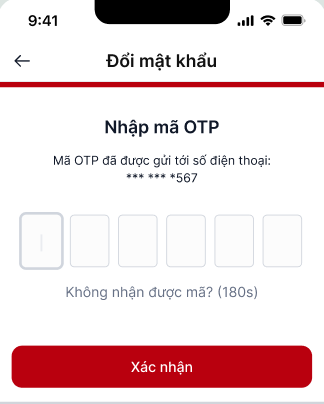 9:41
Đổi mật khẩu
Nhập mã OTP
Mã OTP đã được gửi tới số điện thoại:
*** *** *567
Không nhận được mã? (180s)
Xác nhận